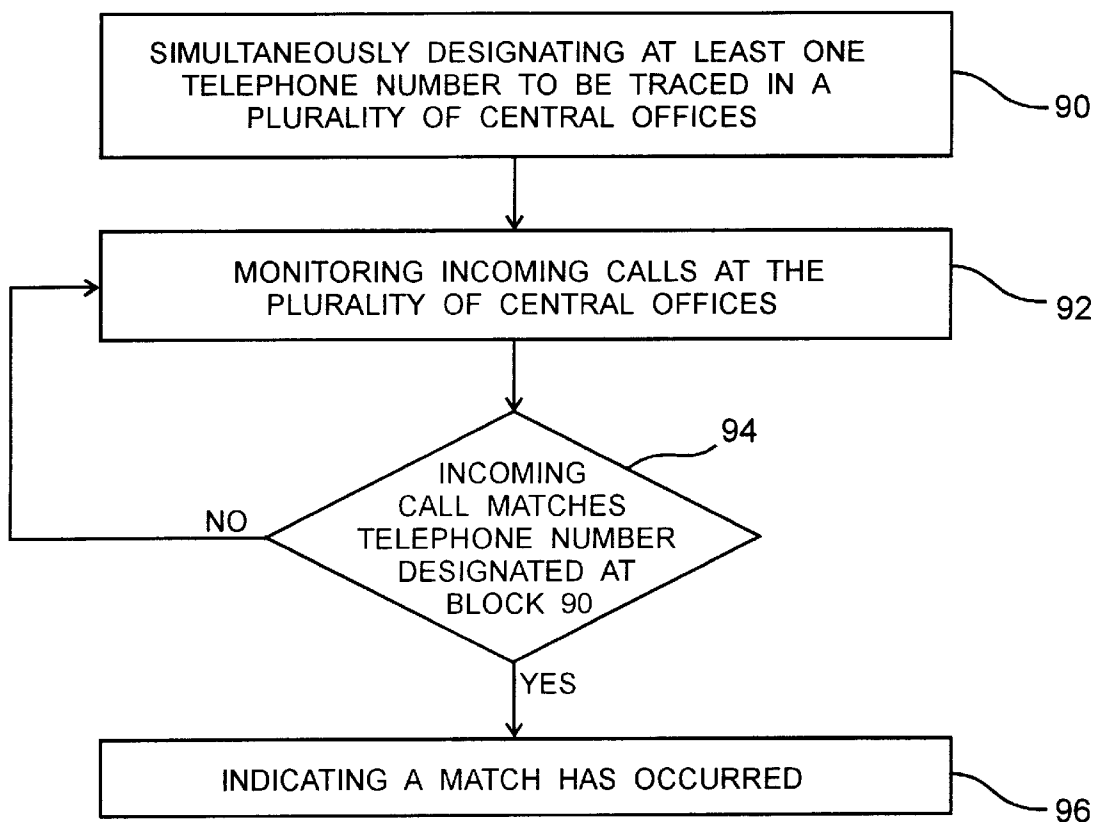 SIMULTANEOUSLY DESIGNATING AT LEAST ONE
TELEPHONE NUMBER TO BE TRACED IN A
PLURALITY OF CENTRAL OFFICES
90
MONITORING INCOMING CALLS AT THE
PLURALITY OF CENTRAL OFFICES
92
94
INCOMING
CALL MATCHES
TELEPHONE NUMBER
DESIGNATED AT
BLOCK 90
NO
YES
INDICATING A MATCH HAS OCCURRED
96